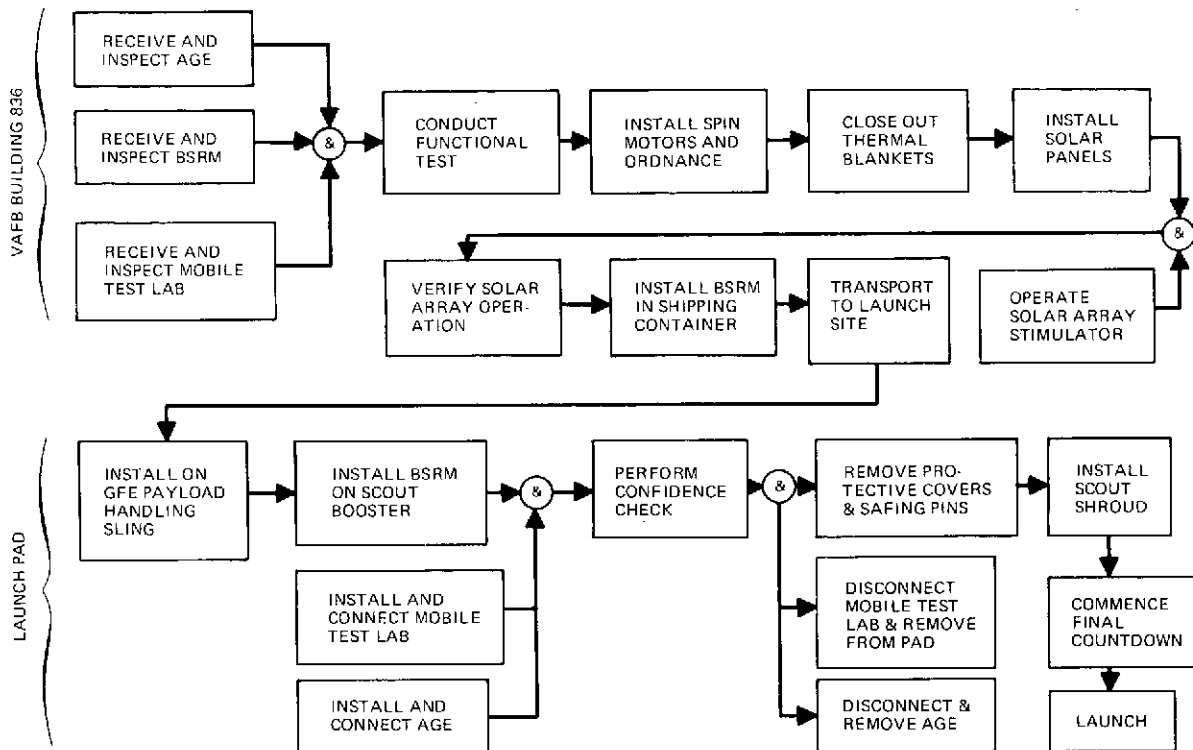 VAFB BUILDING 836
RECEIVE AND
INSPECT AGE
RECEIVE AND
INSPECT BSRM
RECEIVE AND
INSPECT MOBILE
TEST LAB
&
CONDUCT
FUNCTIONAL
TEST
INSTALL SPIN
MOTORS AND
ORDNANCE
CLOSE OUT
THERMAL
BLANKETS
INSTALL
SOLAR
PANELS
&
OPERATE
SOLAR ARRAY
STIMULATOR
VERIFY SOLAR
ARRAY OPER-
ATION
INSTALL BSRM
IN SHIPPING
CONTAINER
TRANSPORT
TO LAUNCH
SITE
LAUNCH PAD
INSTALL ON
GFE PAYLOAD
HANDLING
SLING
INSTALL BSRM
ON SCOUT
BOOSTER
INSTALL AND
CONNECT MOBILE
TEST LAB
INSTALL AND
CONNECT AGE
&
PERFORM
CONFIDENCE
CHECK
&
REMOVE PRO-
TECTIVE COVERS
& SAFING PINS
DISCONNECT
MOBILE TEST
LAB & REMOVE
FROM PAD
DISCONNECT &
REMOVE AGE
INSTALL
SCOUT
SHROUD
COMMENCE
FINAL
COUNTDOWN
LAUNCH